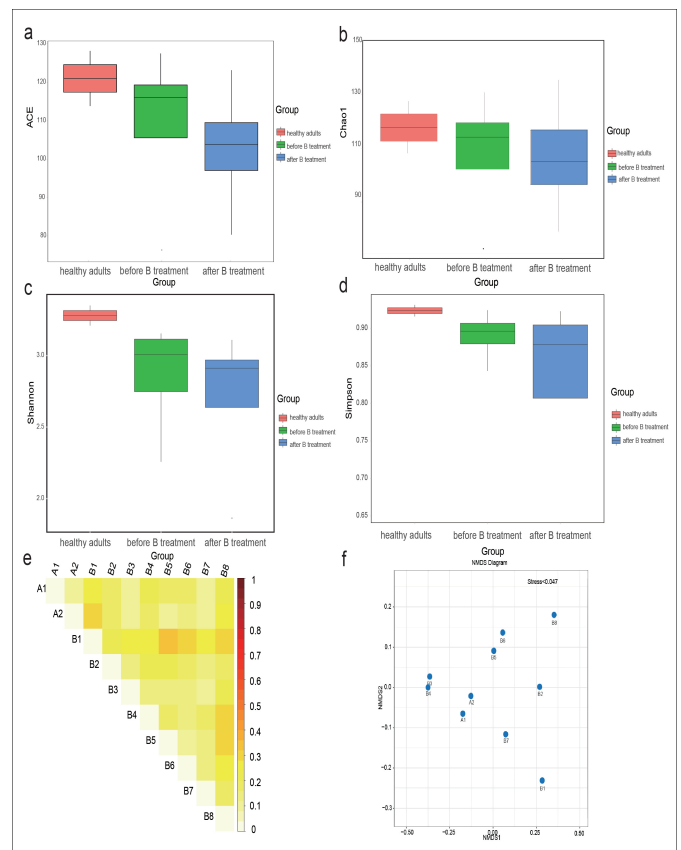 a
130
120
110
100
90
80
ACE
healthy adults
before B treatment
after B treatment
Group
Group
healthy adults
before B treatment
after B treatment
b
150
130
110
90
Chao1
healthy adults
before B treatment
after B treatment
Group
Group
healthy adults
before B treatment
after B treatment
c
3.0
2.5
2.0
Shannon
healthy adults
before B treatment
after B treatment
Group
Group
healthy adults
before B treatment
after B treatment
d
0.90
0.85
0.80
0.75
0.70
0.65
Simpson
healthy adults
before B treatment
after B treatment
Group
Group
healthy adults
before B treatment
after B treatment
e
A1 A2 B1 B2 B3 B4 B5 B6 B7 B8
A1
A2
B1
B2
B3
B4
B5
B6
B7
B8
1
0.9
0.8
0.7
0.6
0.5
0.4
0.3
0.2
0.1
0
f
NMDS Diagram
Stress<0.047
0.2
0.1
0.0
−0.1
−0.2
−0.3
NMDS2
B4
A1
A2
B2
B7
B1
−0.50
−0.25
0.00
0.25
0.50
NMDS1